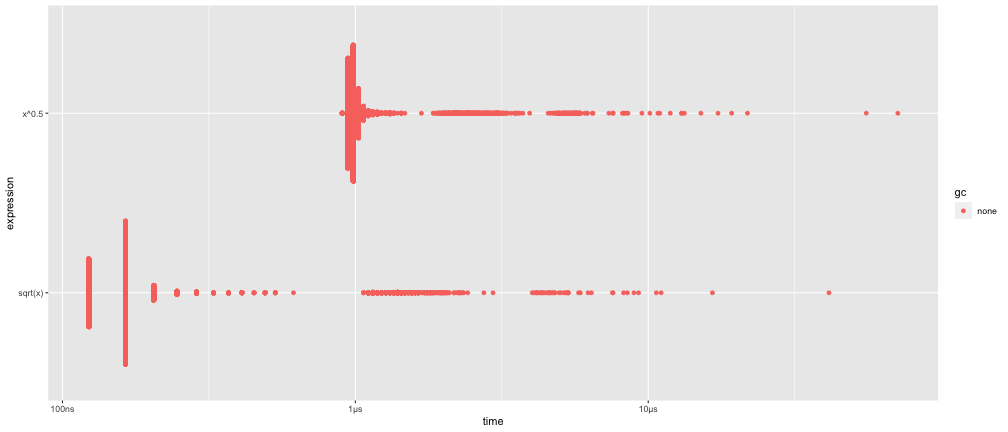 x^0.5
sqrt(x)
expression
100ns
1µs
10µs
time
gc
none